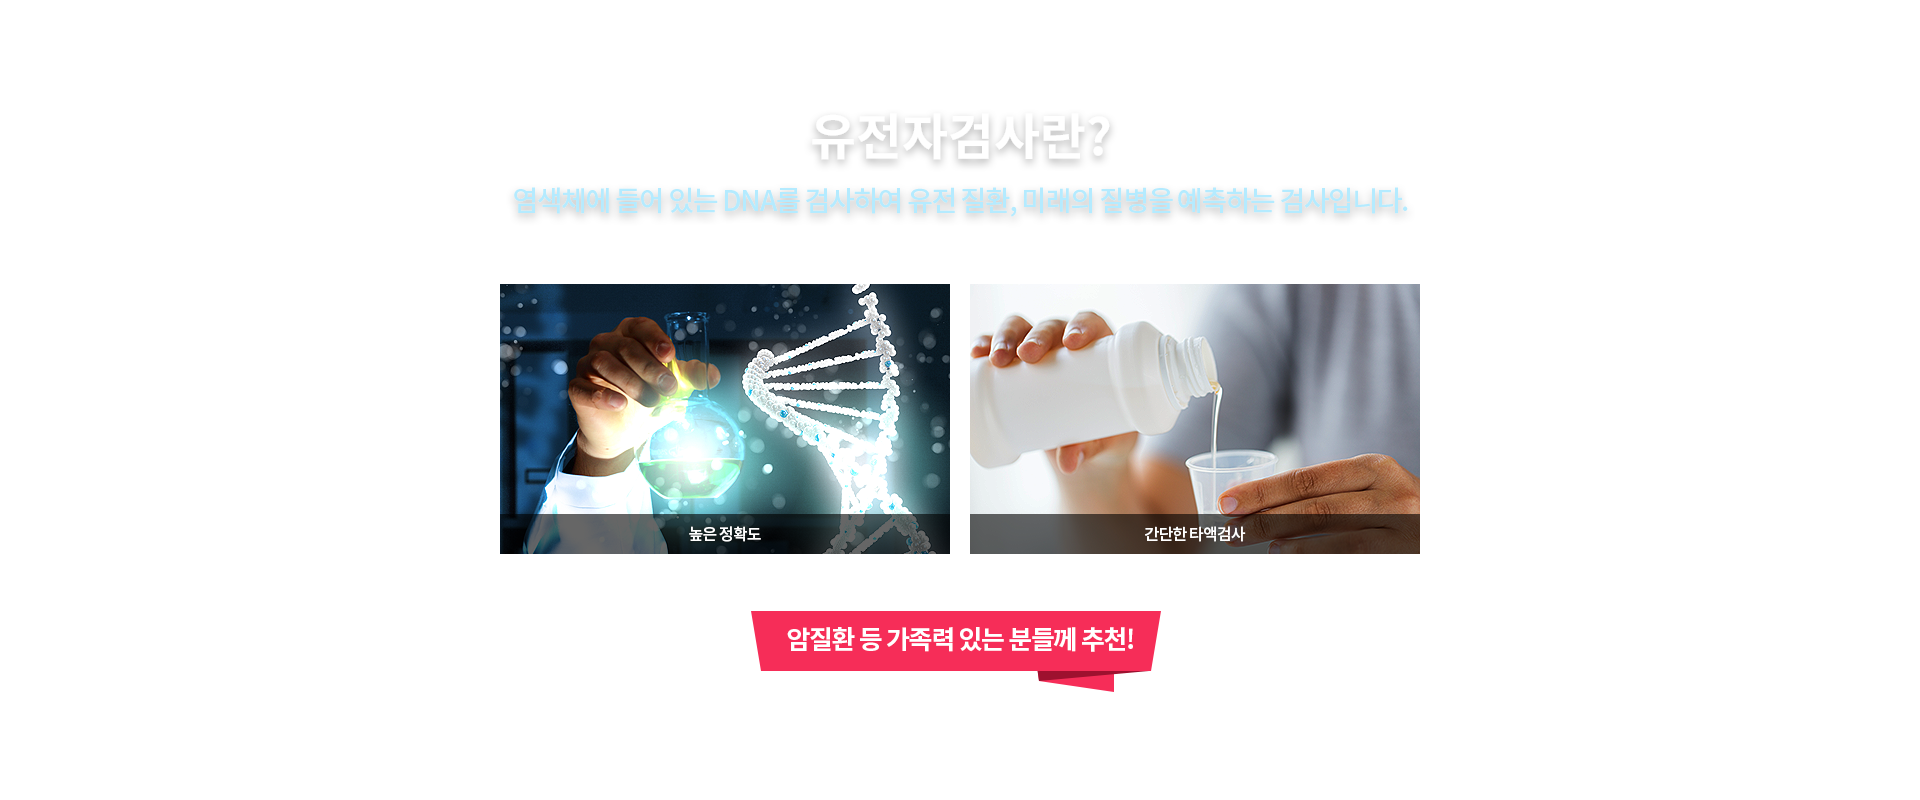 유전자검사란?
염색체에 들어 있는 DNA를 검사하여 유전 질환, 미래의 질병을 예측하는 검사입니다.
높은 정확도
간단한 타액검사
암질환 등 가족력 있는 분들께 추천!